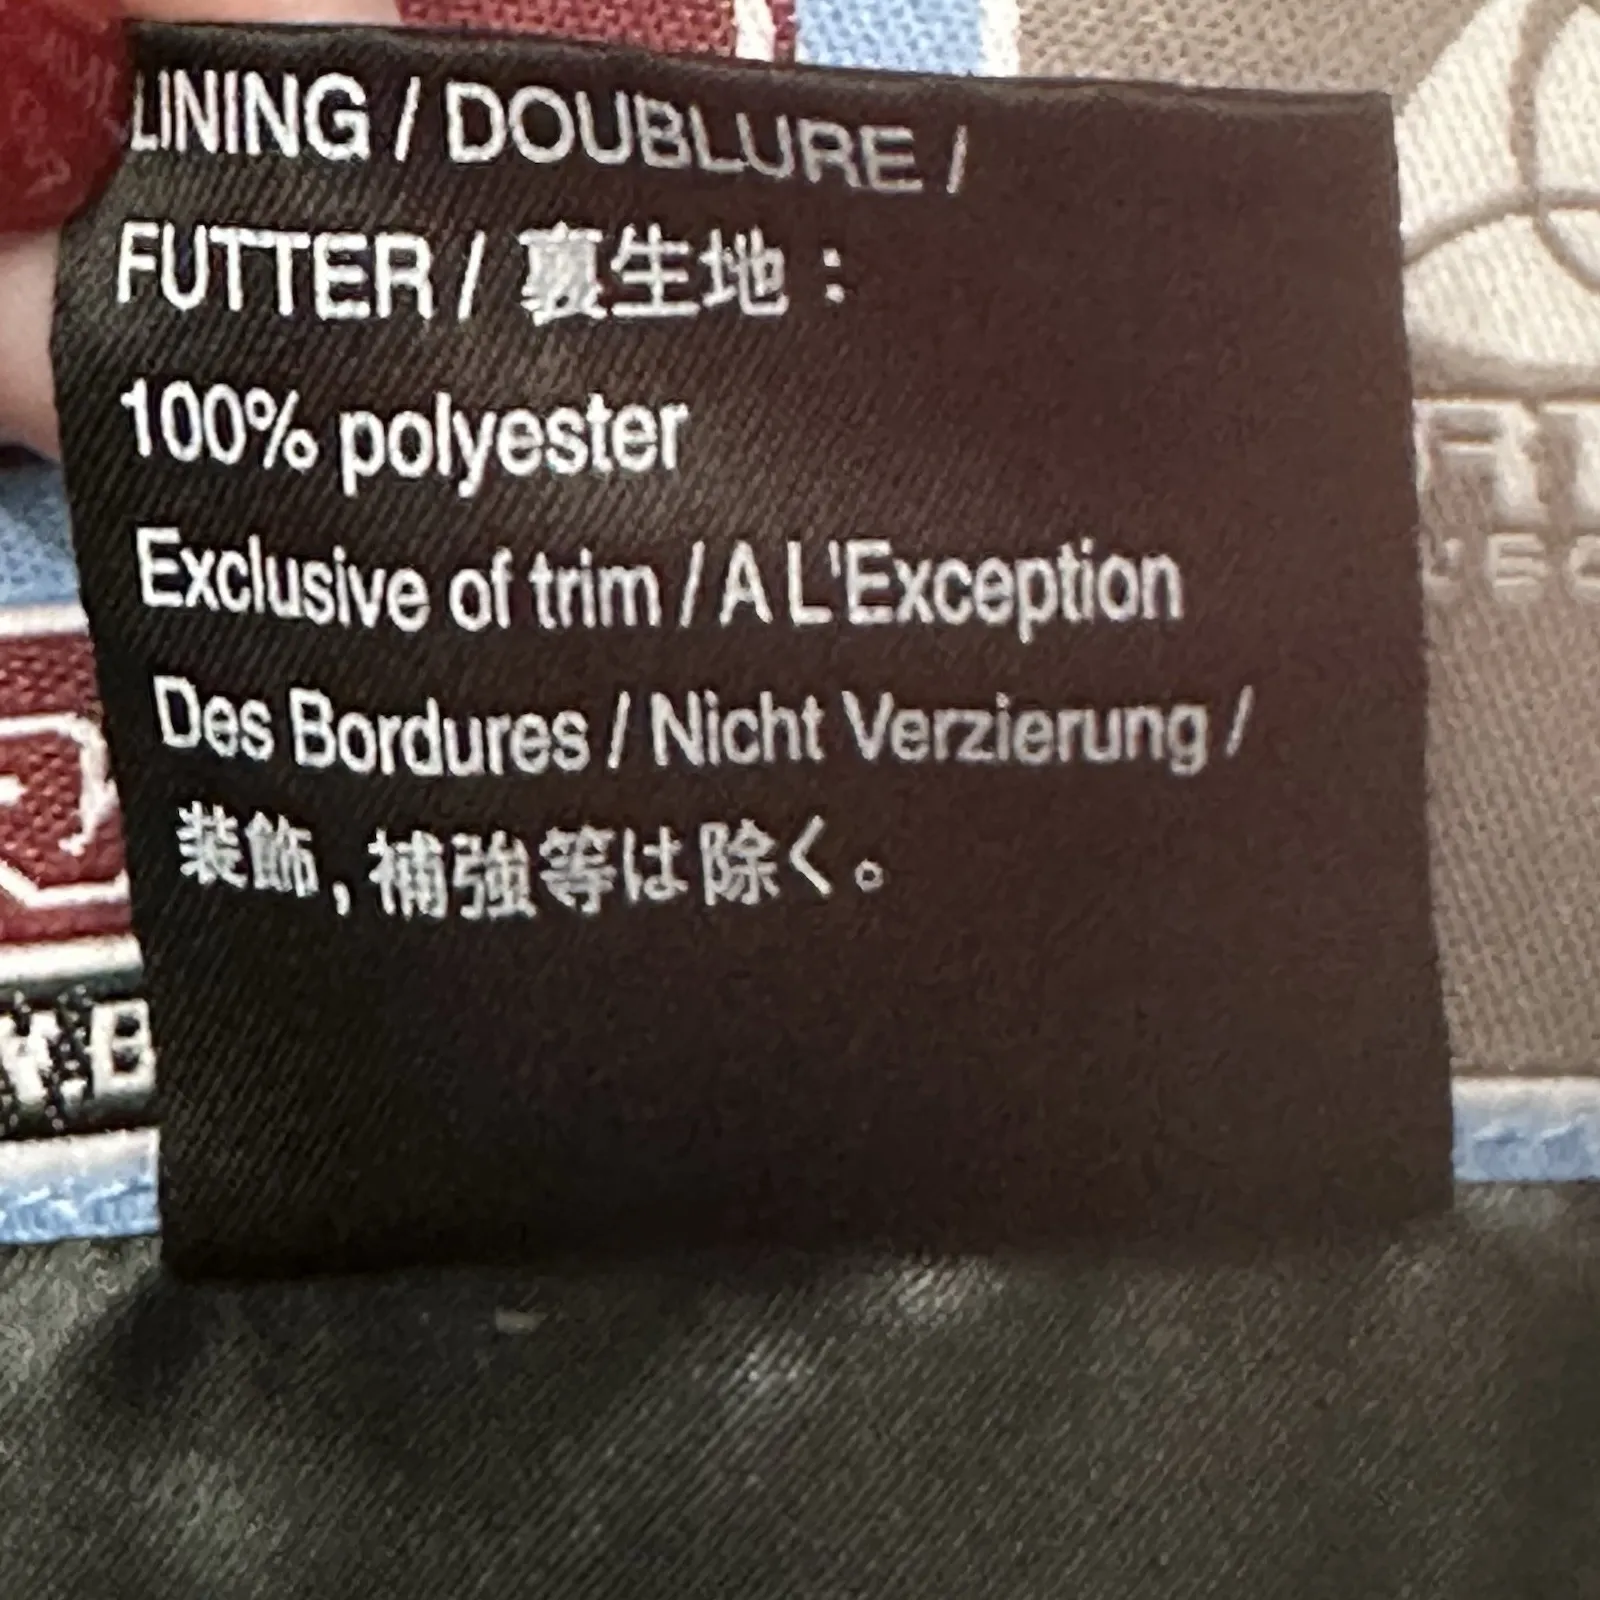 LINING / DOUBLURE /
FUTTER / 裏生地：
100% polyester
Exclusive of trim / A L'Exception
Des Bordures / Nicht Verzierung /
装飾,補強等は除く。